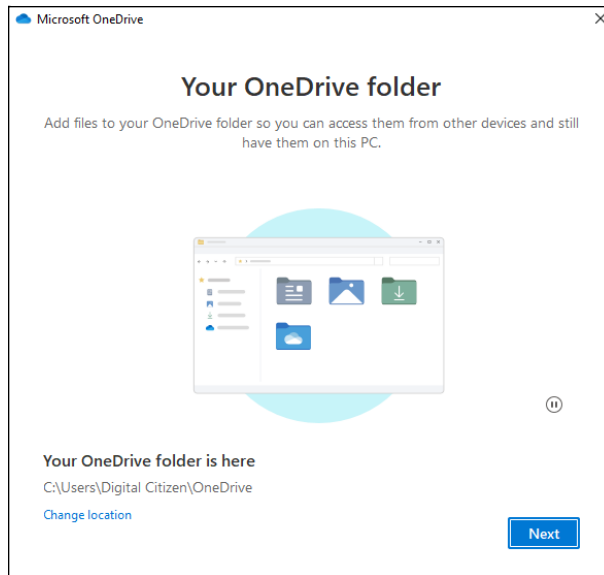 Microsoft OneDrive
Your OneDrive folder
Add files to your OneDrive folder so you can access them from other devices and still
have them on this PC.
Your OneDrive folder is here
C:\Users\Digital Citizen\OneDrive
Change location
Next